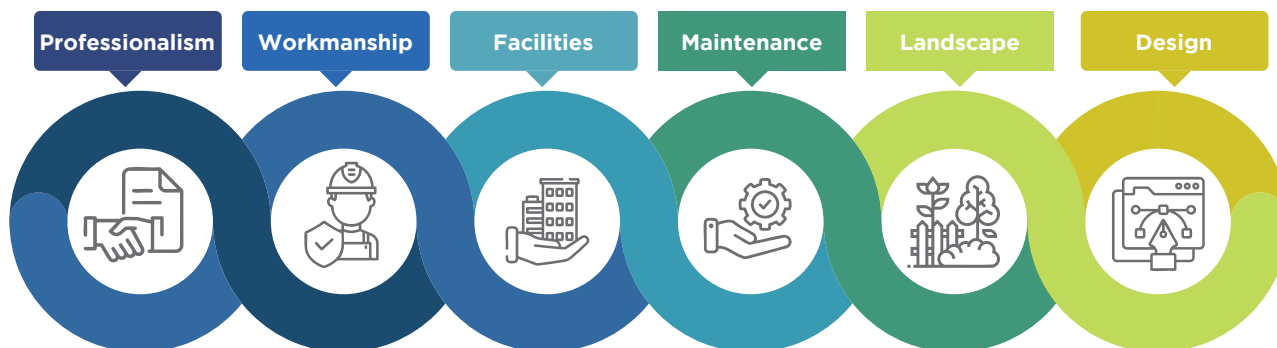 Professionalism
Workmanship
Facilities
Maintenance
Landscape
Design